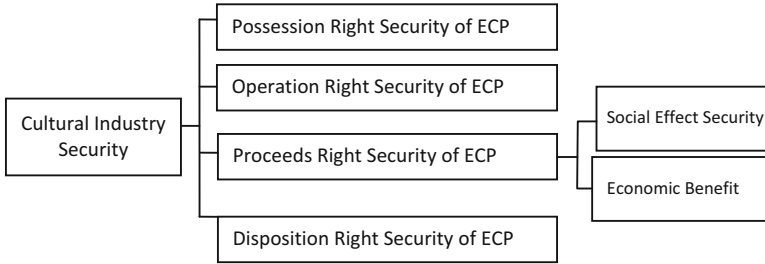 Possession Right Security of ECP
Operation Right Security of ECP
Cultural Industry
Security
Proceeds Right Security of ECP
Disposition Right Security of ECP
Social Effect Security
Economic Benefit